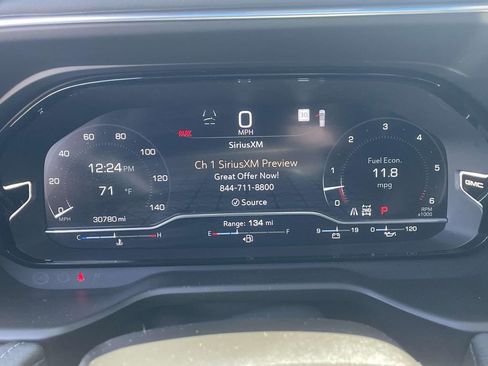 0
MPH
30
PARK
SiriusXM
Ch 1 SiriusXM Preview
Great Offer Now!
844-711-8800
Source
Range: 134 mi
60 80
40 100
20 120
0 140
MPH
12:24 PM
71 °F
30780 mi
3
2 4
1 5
0 6
Fuel Econ.
11.8
mpg
RPM
x1000
P
GMC
C H
E F
9 19
0 120